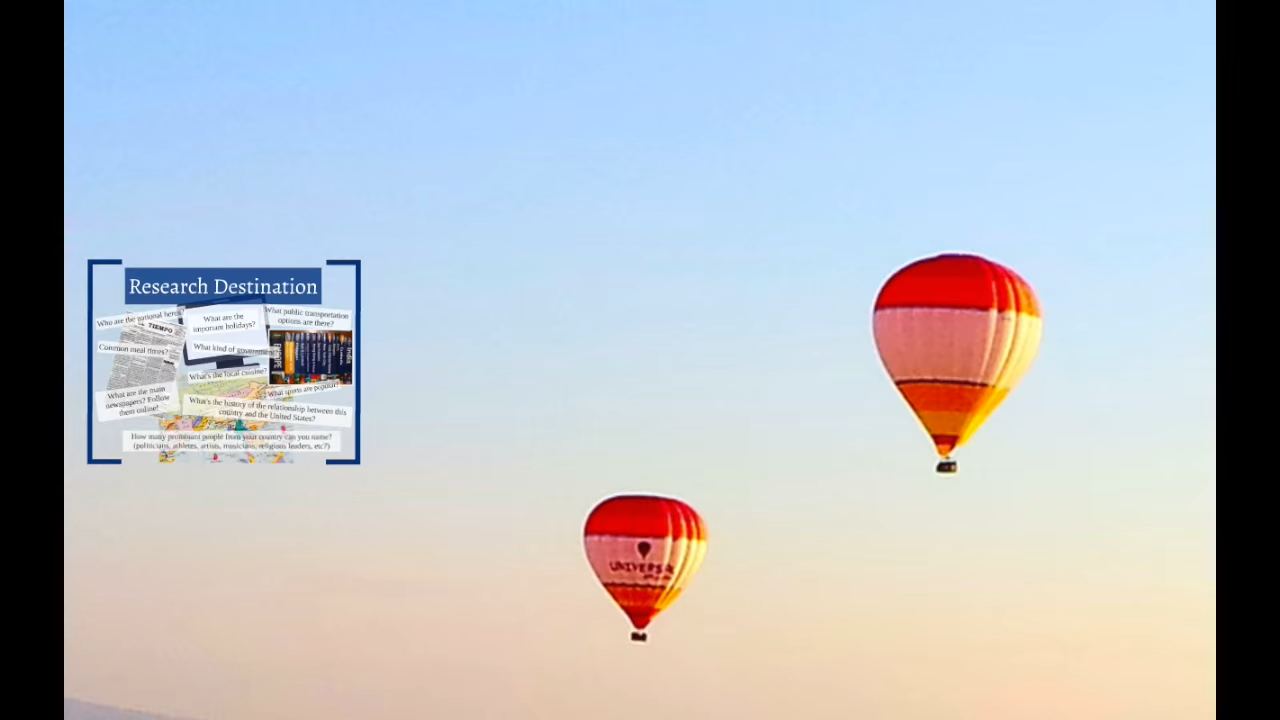 Research Destination
Who are the national heros?
TIEMPO
Common meal times?
What are the main
newspapers? Follow
them online!
What are the
important holidays?
What kind of government?
What's the local cuisine?
What public transportation
options are there?
EUROPE
What sports are popular?
What's the history of the relationship between this
country and the United States?
How many prominent people from your country can you name?
(politicians, athletes, artists, musicians, religious leaders, etc?)
UNIVERSAL